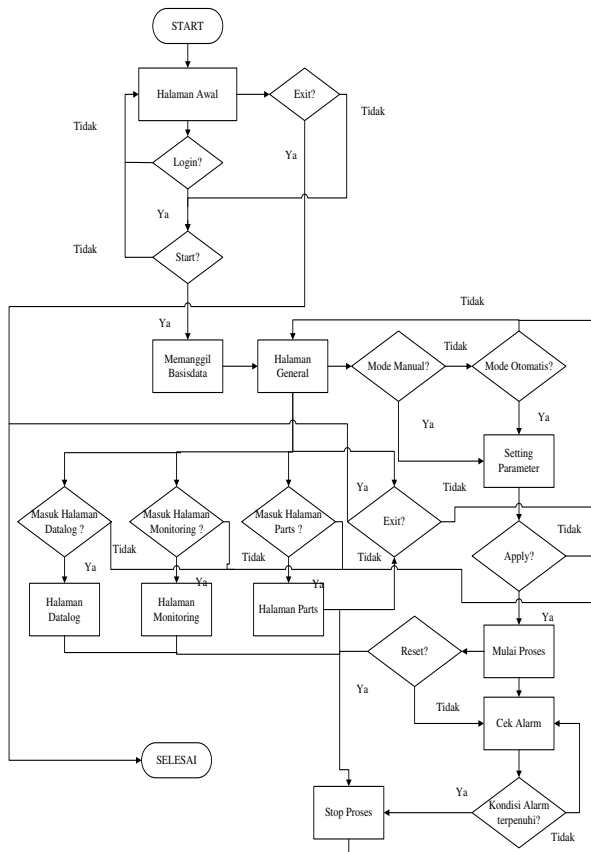 START
Halaman Awal
Exit?
Tidak
Tidak
Login?
Ya
Ya
Tidak
Start?
Tidak
Ya
Memanggil
Basisdata
Halaman
General
Mode Manual?
Tidak
Mode Otomatis?
Ya
Ya
Setting
Parameter
Masuk Halaman
Datalog ?
Masuk Halaman
Monitoring ?
Masuk Halaman
Parts ?
Ya
Exit?
Tidak
Tidak
Tidak
Tidak
Apply?
Tidak
Ya
Ya
Ya
Halaman
Datalog
Halaman
Monitoring
Halaman Parts
Ya
Reset?
Mulai Proses
Ya
Tidak
Cek Alarm
SELESAI
Stop Proses
Ya
Kondisi Alarm
terpenuhi?
Tidak